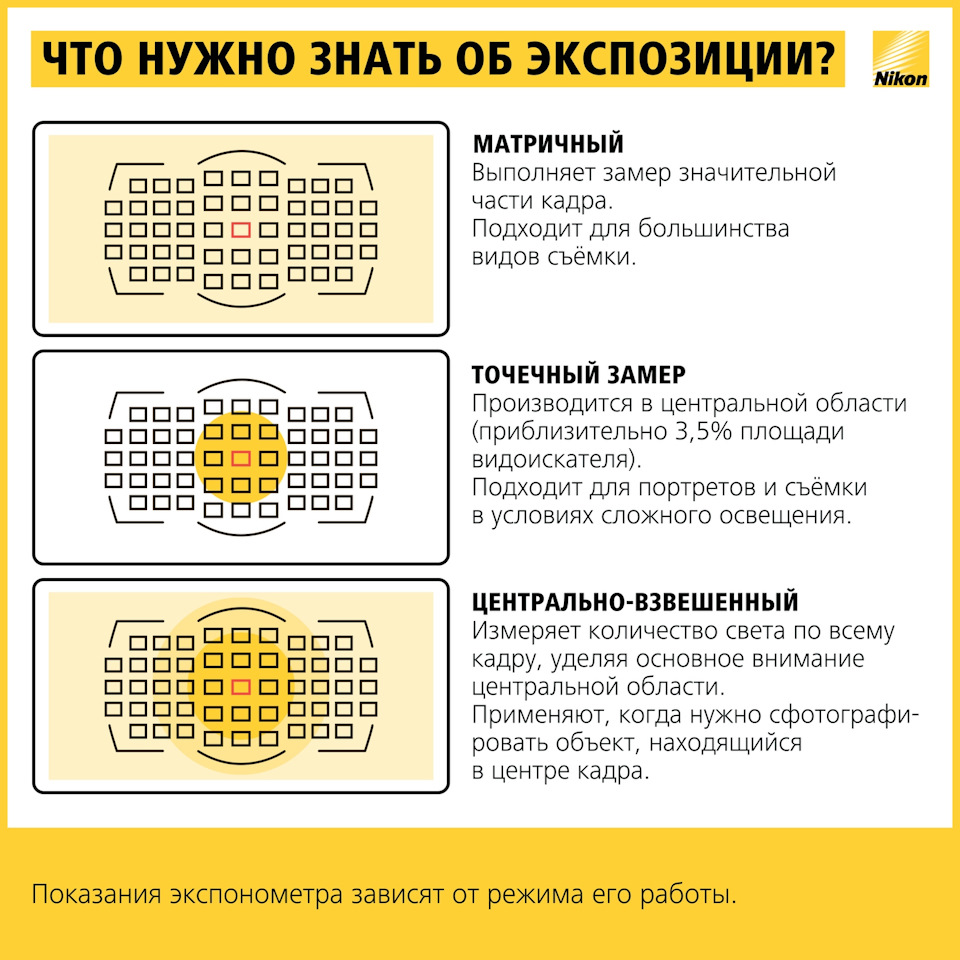 ЧТО НУЖНО ЗНАТЬ ОБ ЭКСПОЗИЦИИ?
Nikon
МАТРИЧНЫЙ
Выполняет замер значительной
части кадра.
Подходит для большинства
видов съёмки.
ТОЧЕЧНЫЙ ЗАМЕР
Производится в центральной области
(приблизительно 3,5% площади
видоискателя).
Подходит для портретов и съёмки
в условиях сложного освещения.
ЦЕНТРАЛЬНО-ВЗВЕШЕННЫЙ
Измеряет количество света по всему
кадру, уделяя основное внимание
центральной области.
Применяют, когда нужно сфотографи-
ровать объект, находящийся
в центре кадра.
Показания экспонометра зависят от режима его работы.